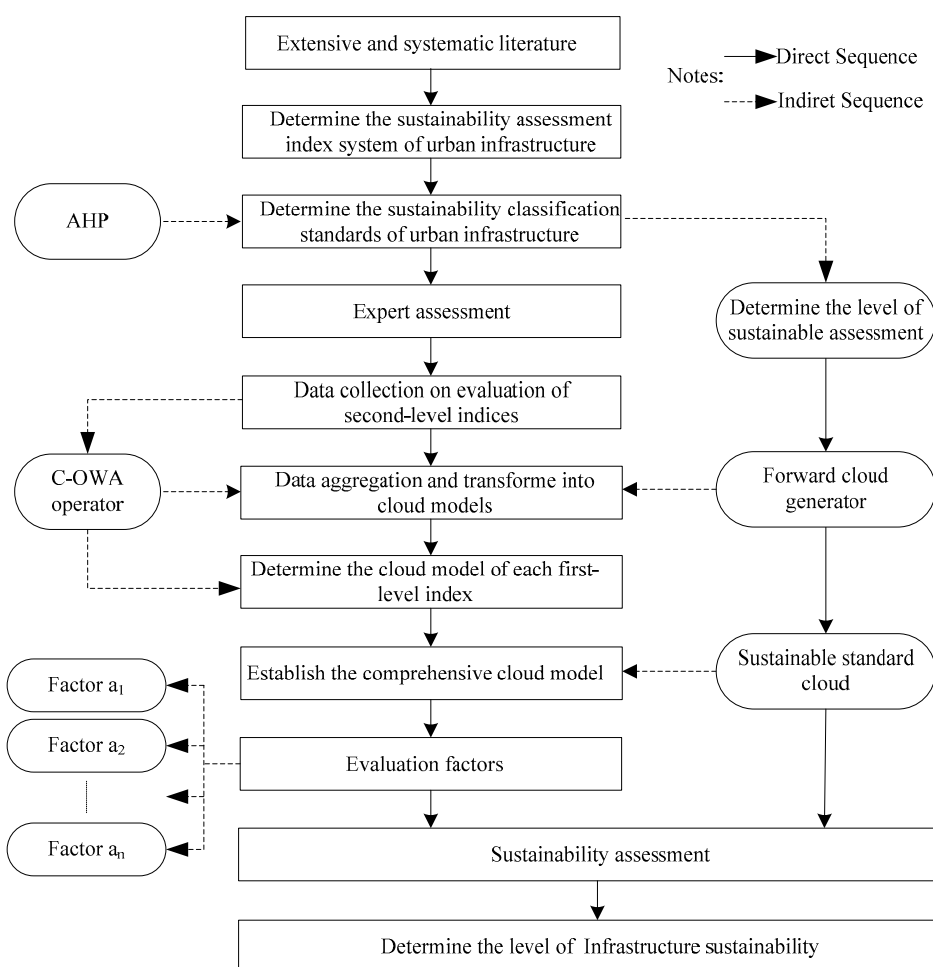 Extensive and systematic literature
Notes:
Direct Sequence
Indiret Sequence
Determine the sustainability assessment
index system of urban infrastructure
AHP
Determine the sustainability classification
standards of urban infrastructure
Expert assessment
Determine the level of
sustainable assessment
Data collection on evaluation of
second-level indices
C-OWA
operator
Data aggregation and transforme into
cloud models
Forward cloud
generator
Determine the cloud model of each first-
level index
Establish the comprehensive cloud model
Sustainable standard
cloud
Factor a1
Factor a2
Factor an
Evaluation factors
Sustainability assessment
Determine the level of Infrastructure sustainability